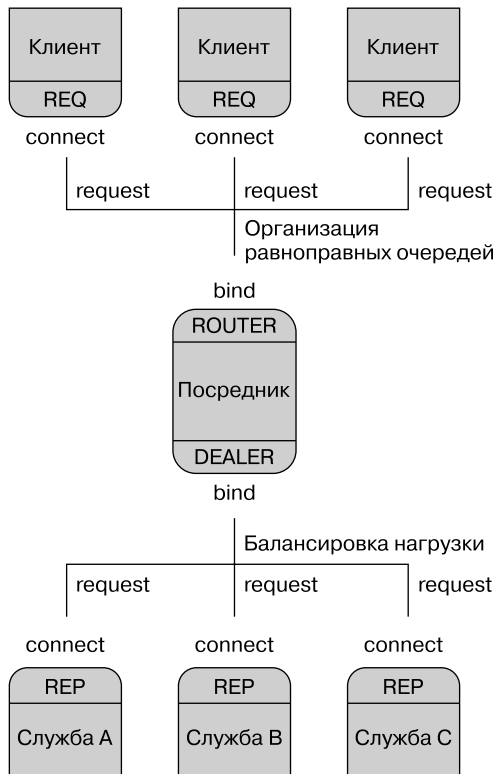 Клиент Клиент Клиент
REQ REQ REQ
connect connect connect
request request request
Организация
равноправных очередей
bind
ROUTER
Посредник
DEALER
bind
Балансировка нагрузки
request request request
connect connect connect
REP REP REP
Служба A Служба B Служба C